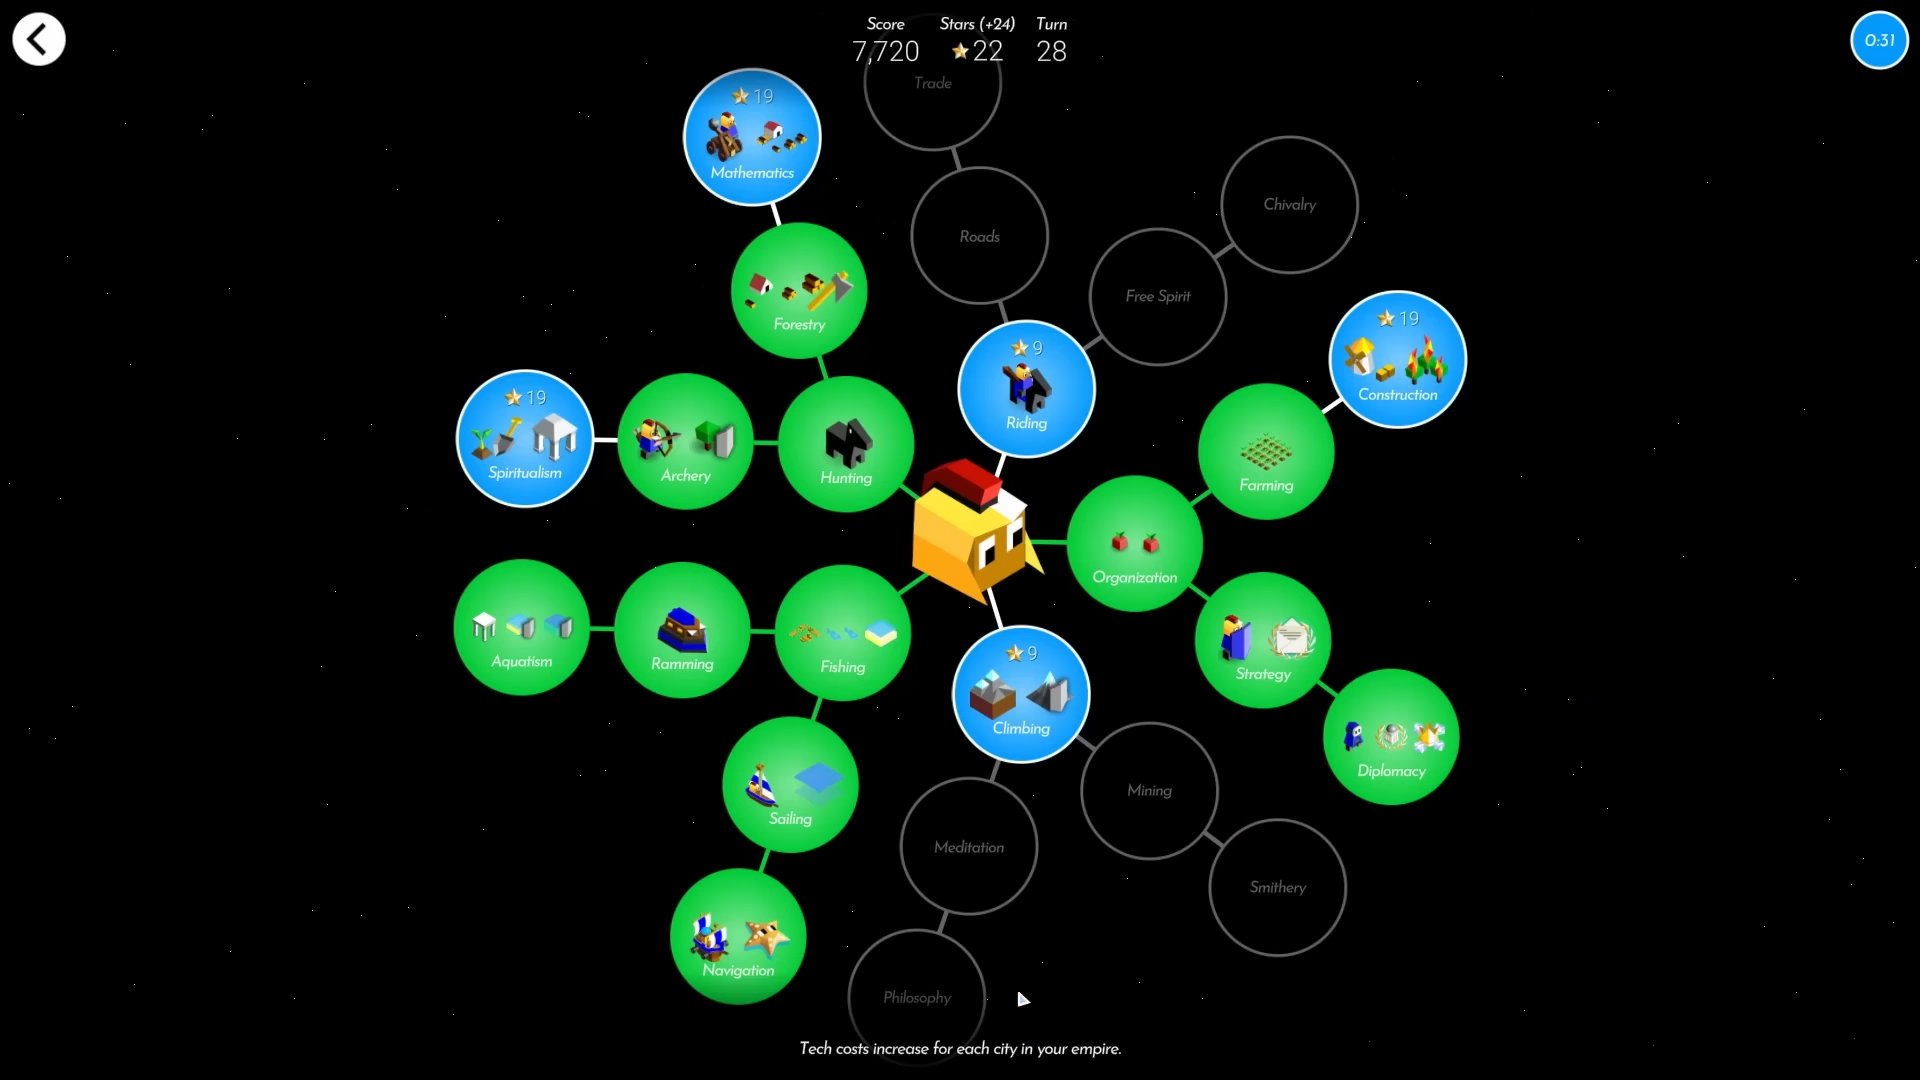 Score
Stars (+24)
Turn
7,720
22
28
0:31
Trade
19
Mathematics
Chivalry
Roads
Free Spirit
Forestry
19
Construction
9
Riding
19
Spiritualism
Archery
Hunting
Farming
Organization
Aquatism
Ramming
Fishing
Strategy
9
Climbing
Diplomacy
Sailing
Mining
Meditation
Smithery
Navigation
Philosophy
Tech costs increase for each city in your empire.